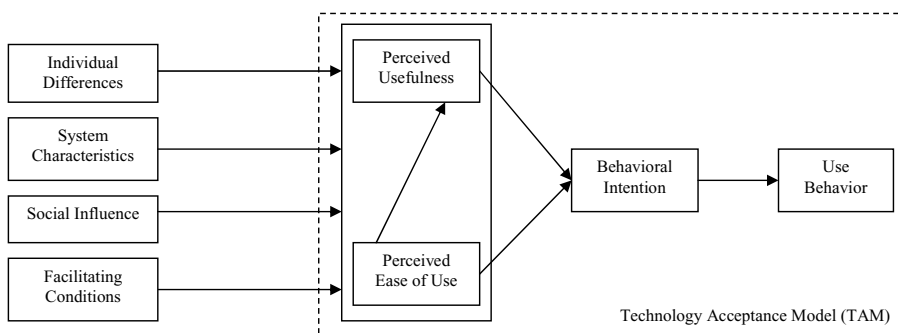 Individual
Differences
System
Characteristics
Social Influence
Facilitating
Conditions
Perceived
Usefulness
Perceived
Ease of Use
Behavioral
Intention
Use
Behavior
Technology Acceptance Model (TAM)